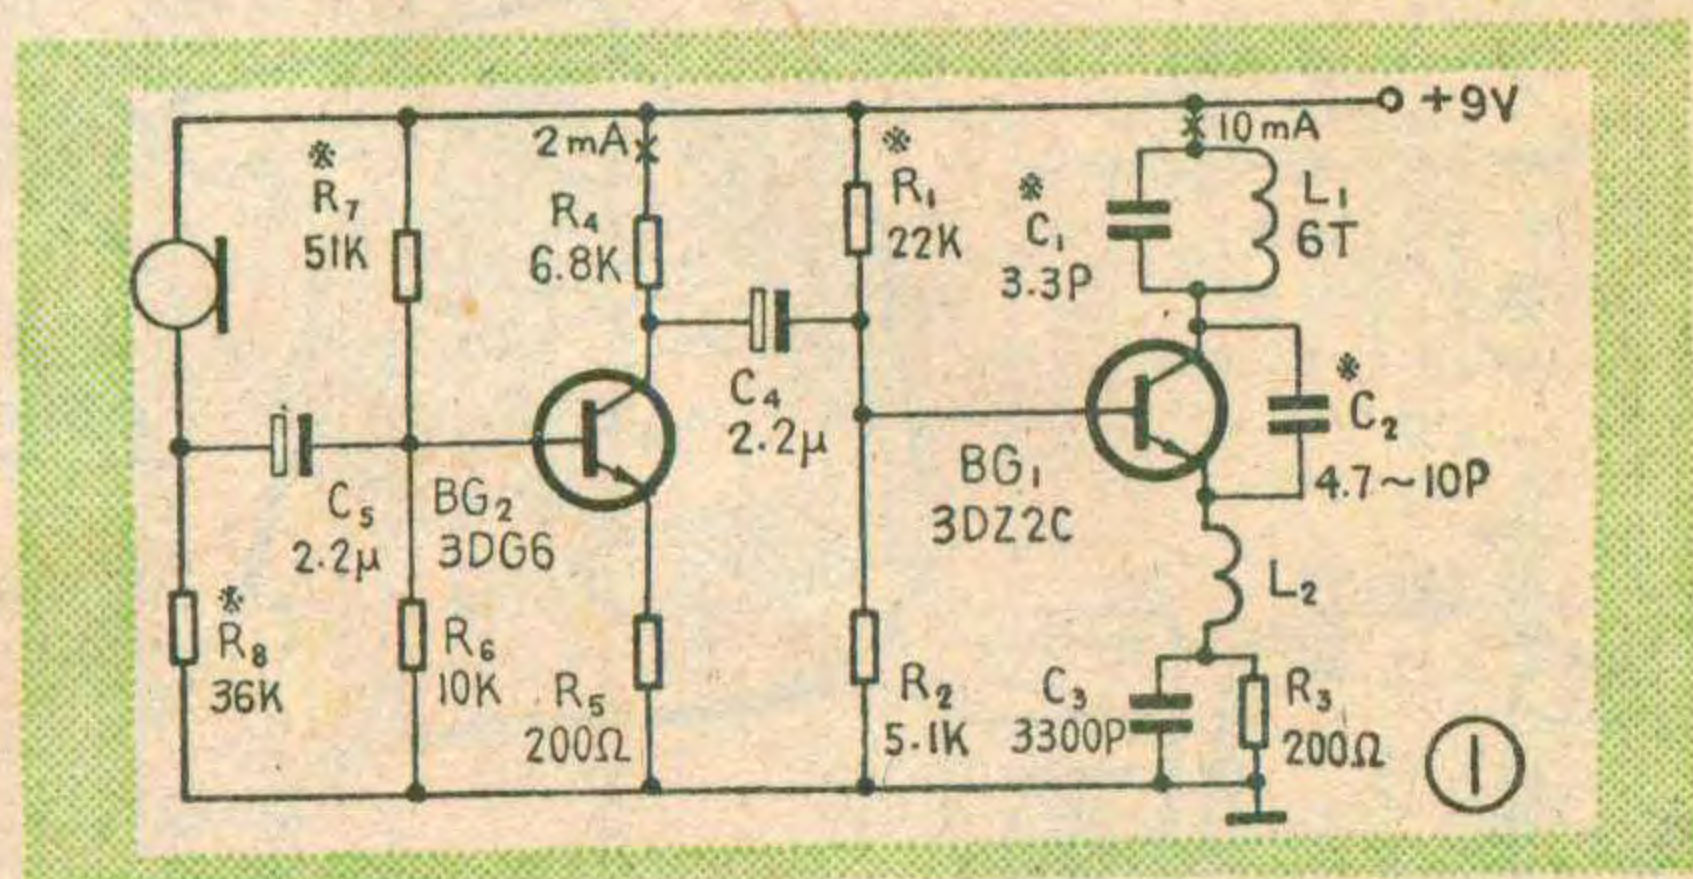 +9V
2mA
10mA
※
R₇
51K
R₄
6.8K
※
R₁
22K
※
C₁
3.3P
L₁
6T
C₄
2.2μ
※
C₂
4.7~10P
C₅
2.2μ
BG₂
3DG6
BG₁
3DZ2C
L₂
※
R₈
36K
R₆
10K
R₅
200Ω
R₂
5.1K
C₃
3300P
R₃
200Ω
①